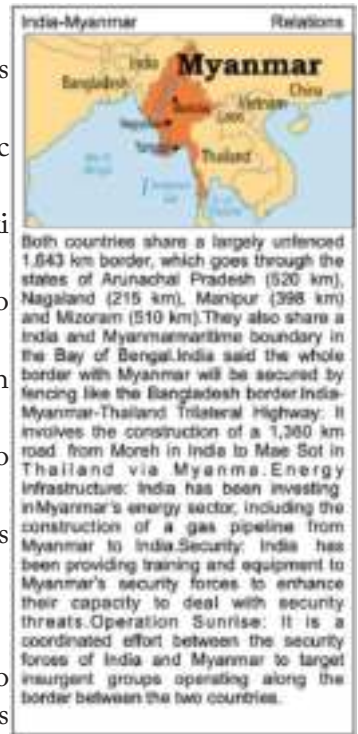 India-Myanmar Relations
India
Myanmar
Bangladesh
China
Vietnam
Laos
Thailand
s
c
i
o
n
o
s
o
s
Both countries share a largely unfenced
1,643 km border, which goes through the
states of Arunachal Pradesh (520 km),
Nagaland (215 km), Manipur (398 km)
and Mizoram (510 km).They also share a
India and Myanmarmaritime boundary in
the Bay of Bengal.India said the whole
border with Myanmar will be secured by
fencing like the Bangladesh border.India-
Myanmar-Thailand Trilateral Highway: It
involves the construction of a 1,360 km
road from Moreh in India to Mae Sot in
Thailand via Myanma.Energy
Infrastructure: India has been investing
inMyanmar's energy sector, including the
construction of a gas pipeline from
Myanmar to India.Security: India has
been providing training and equipment to
Myanmar's security forces to enhance
their capacity to deal with security
threats.Operation Sunrise: It is a
coordinated effort between the security
forces of India and Myanmar to target
insurgent groups operating along the
border between the two countries.